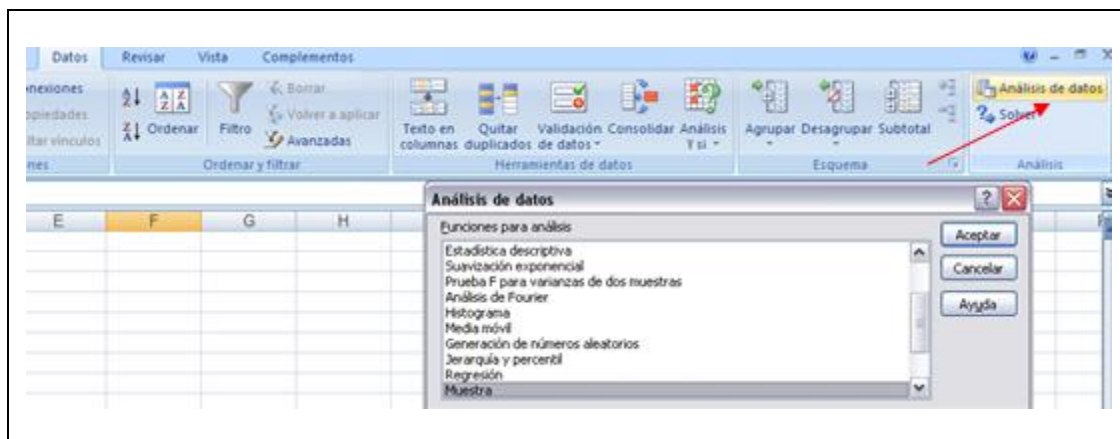 Datos Revisar Vista Complementos
nexiones
opiedades
itar vínculos
nes
Ordenar
Filtro
Borrar
Volver a aplicar
Avanzadas
Ordenar y filtrar
Texto en columnas
Quitar duplicados
Validación de datos
Consolidar
Análisis Y si
Herramientas de datos
Agrupar Desagrupar Subtotal
Esquema
Análisis de datos
Solver
Análisis
E F G H
Análisis de datos
Funciones para análisis
Estadística descriptiva
Suavización exponencial
Prueba F para varianzas de dos muestras
Análisis de Fourier
Histograma
Media móvil
Generación de números aleatorios
Jerarquía y percentil
Regresión
Muestra
Aceptar
Cancelar
Ayuda